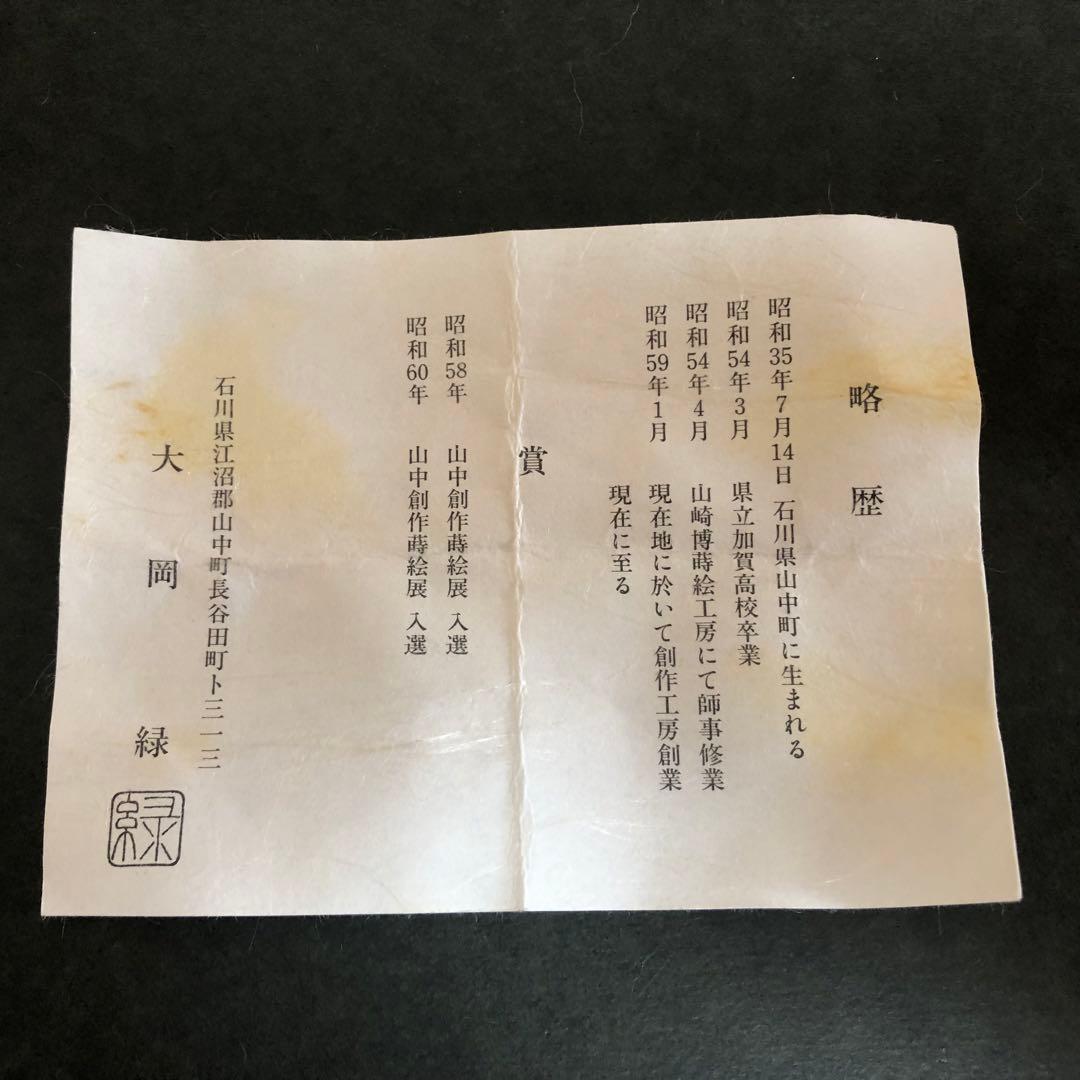 略歴
昭和35年7月14日 石川県山中町に生まれる
昭和54年3月 県立加賀高校卒業
昭和54年4月 山崎博蒔絵工房にて師事修業
昭和59年1月 現在地に於いて創作工房創業
現在に至る
賞
昭和58年 山中創作蒔絵展 入選
昭和60年 山中創作蒔絵展 入選
石川県江沼郡山中町長谷田町ト三一三
大岡緑
緑